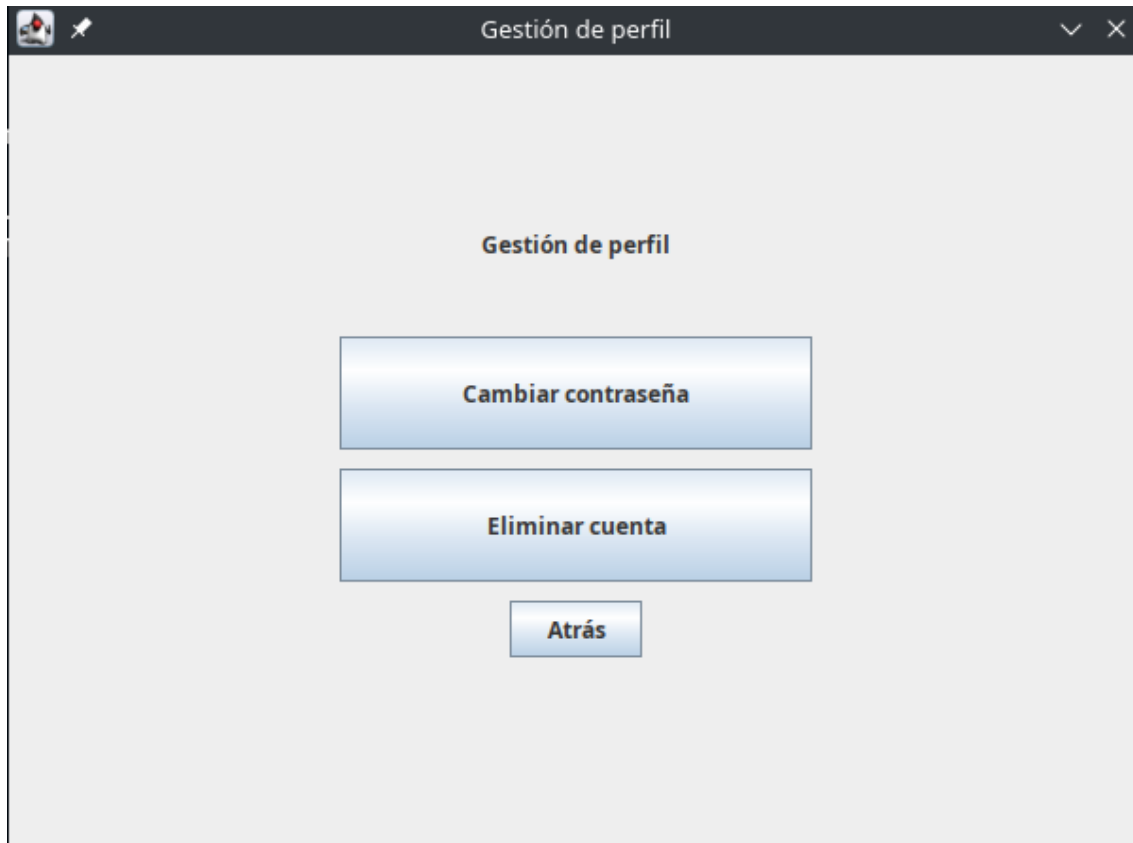 Gestión de perfil
Gestión de perfil
Cambiar contraseña
Eliminar cuenta
Atrás